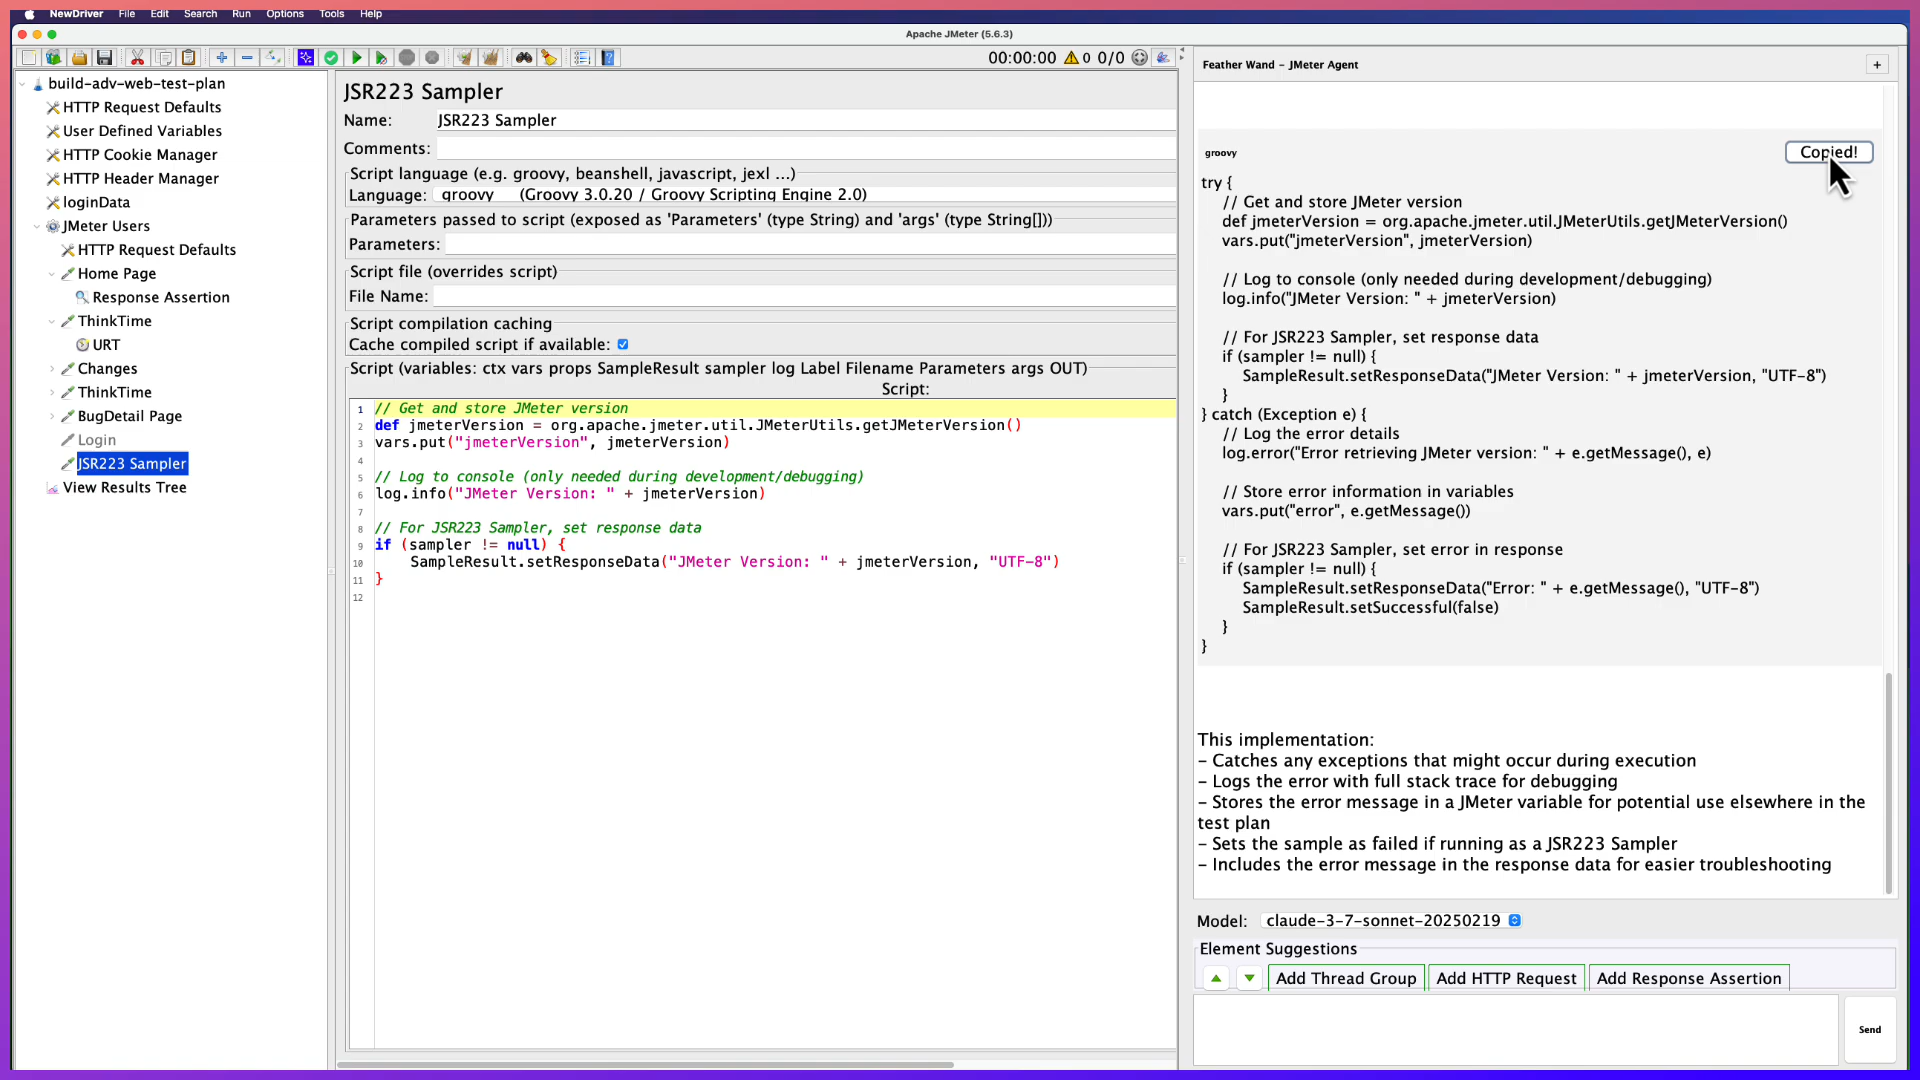 NewDriver File Edit Search Run Options Tools Help
Apache JMeter (5.6.3)
00:00:00 0 0/0
build-adv-web-test-plan
HTTP Request Defaults
User Defined Variables
HTTP Cookie Manager
HTTP Header Manager
loginData
JMeter Users
HTTP Request Defaults
Home Page
Response Assertion
ThinkTime
URT
Changes
ThinkTime
BugDetail Page
Login
JSR223 Sampler
View Results Tree
JSR223 Sampler
Name: JSR223 Sampler
Comments:
Script language (e.g. groovy, beanshell, javascript, jexl ...)
Language: groovy (Groovy 3.0.20 / Groovy Scripting Engine 2.0)
Parameters passed to script (exposed as 'Parameters' (type String) and 'args' (type String[]))
Parameters:
Script file (overrides script)
File Name:
Script compilation caching
Cache compiled script if available:
Script (variables: ctx vars props SampleResult sampler log Label Filename Parameters args OUT)
Script:
1 // Get and store JMeter version
2 def jmeterVersion = org.apache.jmeter.util.JMeterUtils.getJMeterVersion()
3 vars.put("jmeterVersion", jmeterVersion)
4
5 // Log to console (only needed during development/debugging)
6 log.info("JMeter Version: " + jmeterVersion)
7
8 // For JSR223 Sampler, set response data
9 if (sampler != null) {
10 SampleResult.setResponseData("JMeter Version: " + jmeterVersion, "UTF-8")
11 }
12
Feather Wand - JMeter Agent
+
groovy
Copied!
try {
// Get and store JMeter version
def jmeterVersion = org.apache.jmeter.util.JMeterUtils.getJMeterVersion()
vars.put("jmeterVersion", jmeterVersion)
// Log to console (only needed during development/debugging)
log.info("JMeter Version: " + jmeterVersion)
// For JSR223 Sampler, set response data
if (sampler != null) {
SampleResult.setResponseData("JMeter Version: " + jmeterVersion, "UTF-8")
}
} catch (Exception e) {
// Log the error details
log.error("Error retrieving JMeter version: " + e.getMessage(), e)
// Store error information in variables
vars.put("error", e.getMessage())
// For JSR223 Sampler, set error in response
if (sampler != null) {
SampleResult.setResponseData("Error: " + e.getMessage(), "UTF-8")
SampleResult.setSuccessful(false)
}
}
This implementation:
- Catches any exceptions that might occur during execution
- Logs the error with full stack trace for debugging
- Stores the error message in a JMeter variable for potential use elsewhere in the
test plan
- Sets the sample as failed if running as a JSR223 Sampler
- Includes the error message in the response data for easier troubleshooting
Model: claude-3-7-sonnet-20250219
Element Suggestions
Add Thread Group Add HTTP Request Add Response Assertion
Send